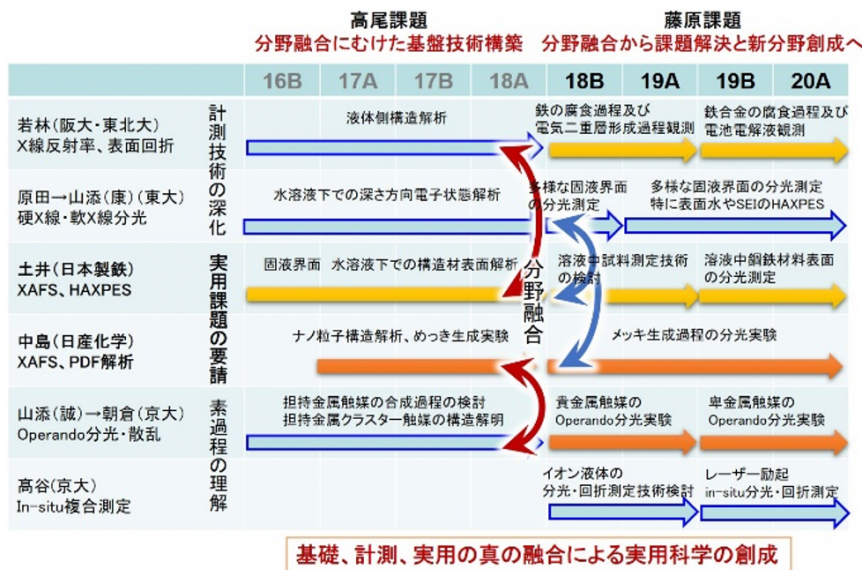 高尾課題
分野融合にむけた基盤技術構築
藤原課題
分野融合から課題解決と新分野創成へ
16B 17A 17B 18A 18B 19A 19B 20A
計測技術の深化
若林(阪大・東北大)
X線反射率、表面回折
液体側構造解析
鉄の腐食過程及び
電気二重層形成過程観測
鉄合金の腐食過程及び
電池電解液観測
原田→山添(康)(東大)
硬X線・軟X線分光
水溶液下での深さ方向電子状態解析
多様な固液界面
の分光測定
多様な固液界面の分光測定
特に表面水やSEIのHAXPES
実用課題の要請
土井(日本製鉄)
XAFS、HAXPES
固液界面 水溶液下での構造材表面解析
溶液中試料測定技術
の検討
溶液中鋼鉄材料表面
の分光測定
分野融合
中島(日産化学)
XAFS、PDF解析
ナノ粒子構造解析、めっき生成実験
メッキ生成過程の分光実験
素過程の理解
山添(誠)→朝倉(京大)
Operando分光・散乱
担持金属触媒の合成過程の検討
担持金属クラスター触媒の構造解明
貴金属触媒の
Operando分光実験
卑金属触媒の
Operando分光実験
高谷(京大)
In-situ複合測定
イオン液体の
分光・回折測定技術検討
レーザー励起
in-situ分光・回折測定
基礎、計測、実用の真の融合による実用科学の創成